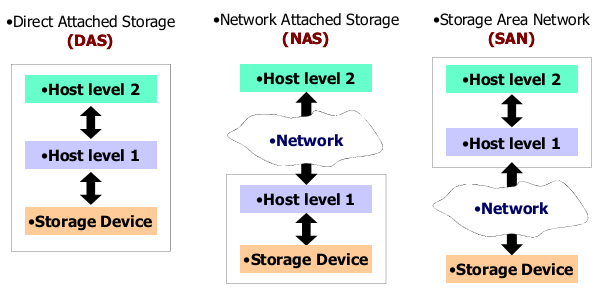 •Direct Attached Storage
(DAS)
•Host level 2
•Host level 1
•Storage Device
•Network Attached Storage
(NAS)
•Host level 2
•Network
•Host level 1
•Storage Device
•Storage Area Network
(SAN)
•Host level 2
•Host level 1
•Network
•Storage Device